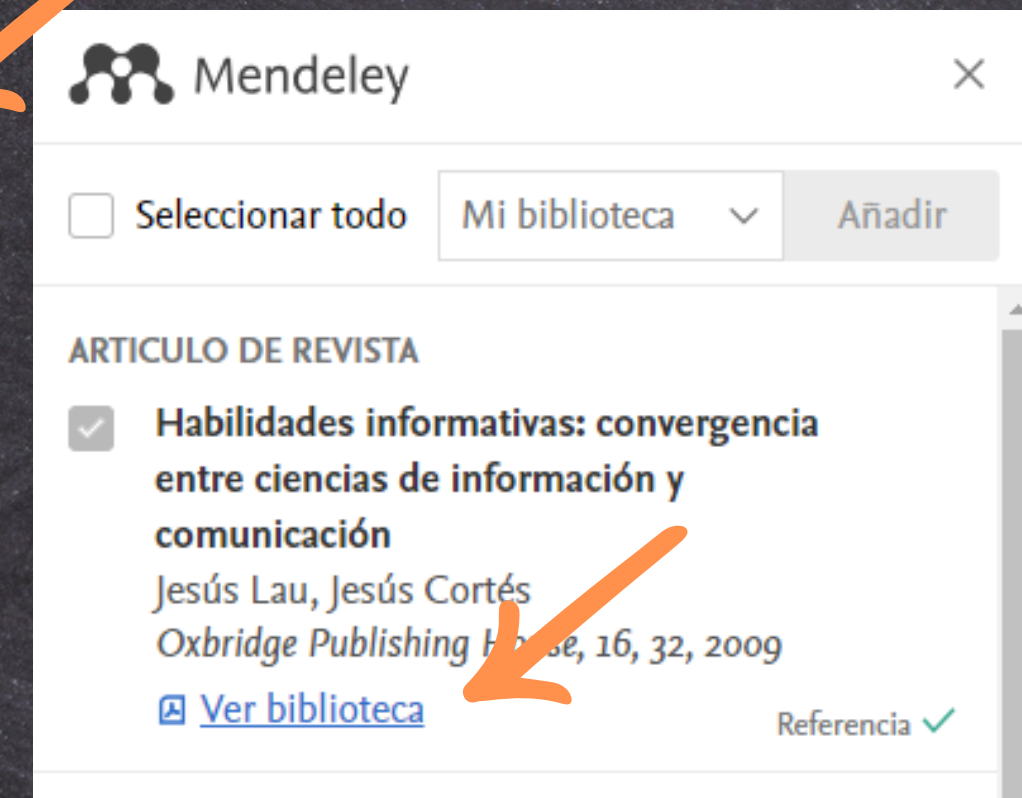 Mendeley
Seleccionar todo Mi biblioteca Añadir
ARTICULO DE REVISTA
Habilidades informativas: convergencia
entre ciencias de información y
comunicación
Jesús Lau, Jesús Cortés
Oxbridge Publishing House, 16, 32, 2009
Ver biblioteca
Referencia